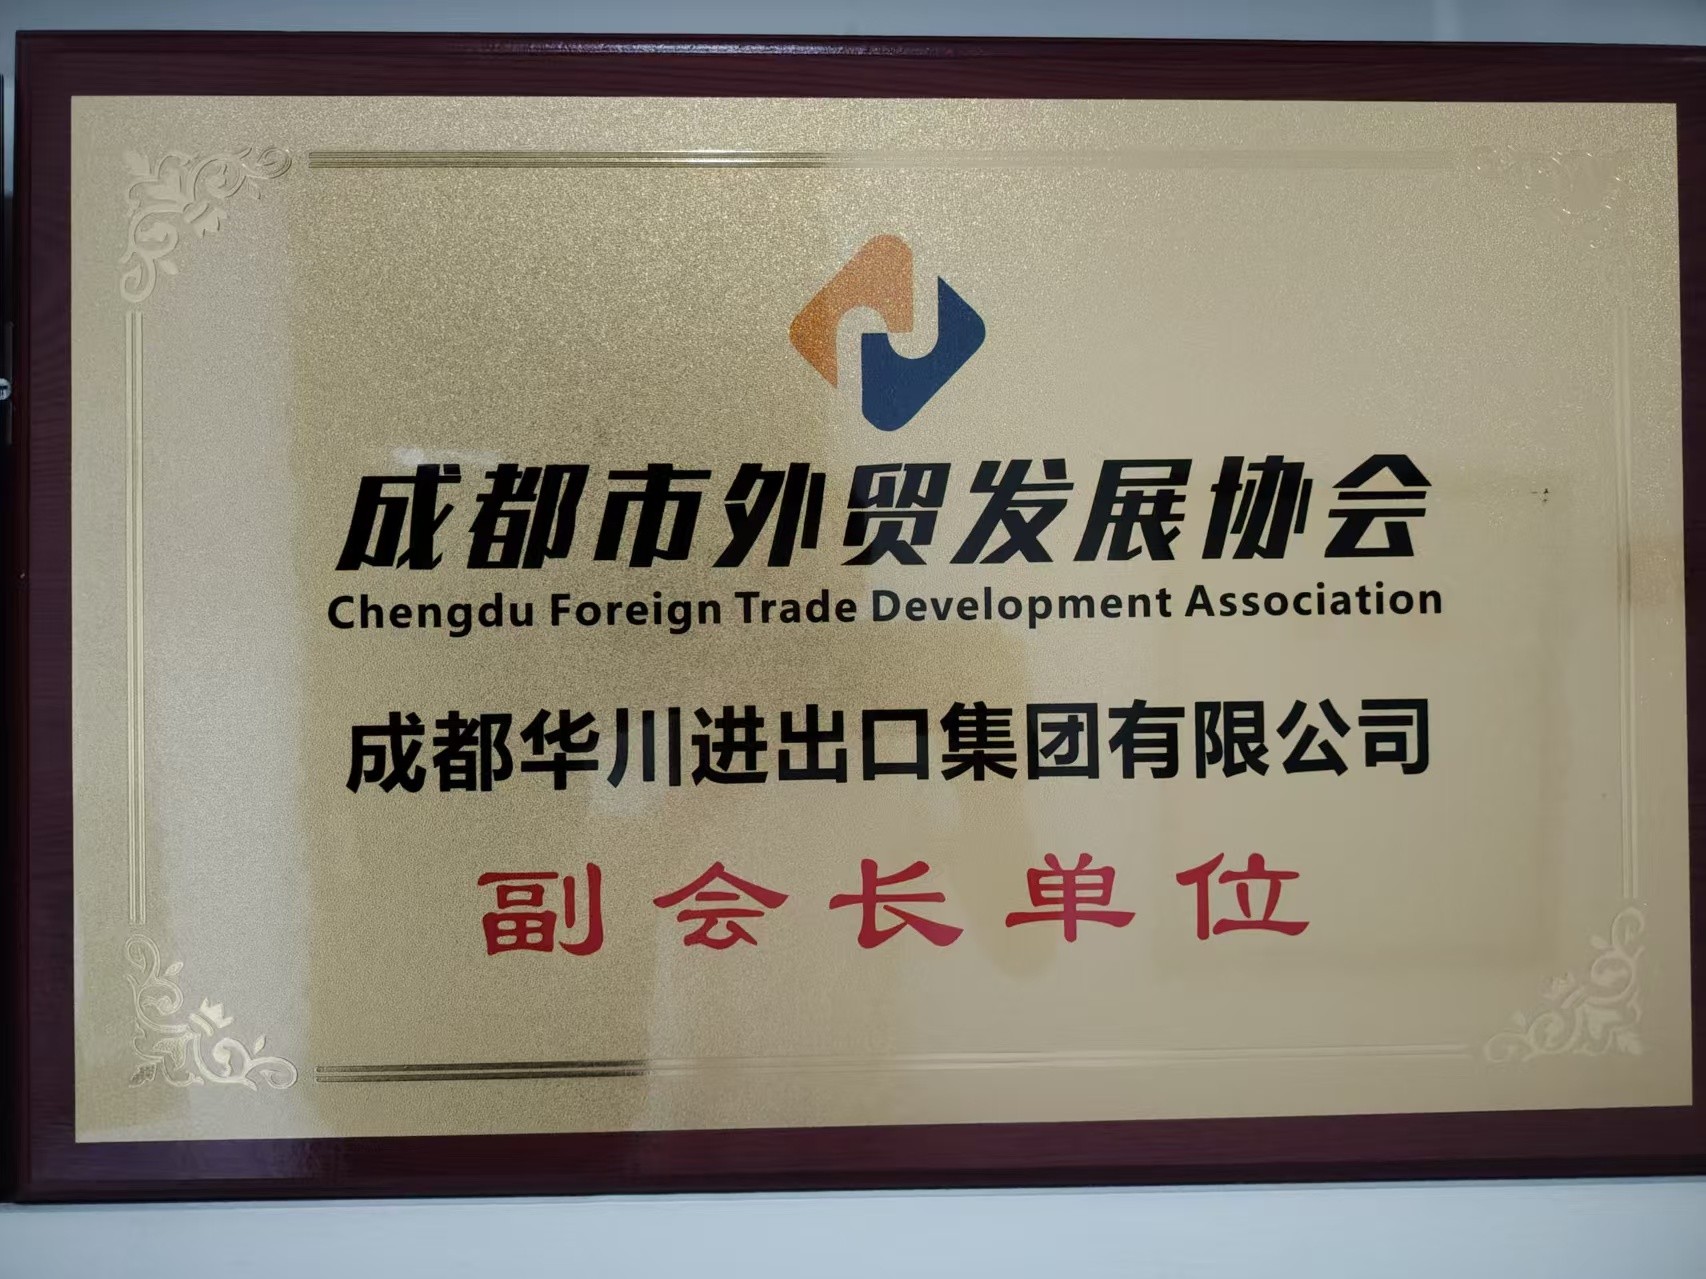 成都市外贸发展协会
Chengdu Foreign Trade Development Association
成都华川进出口集团有限公司
副会长单位